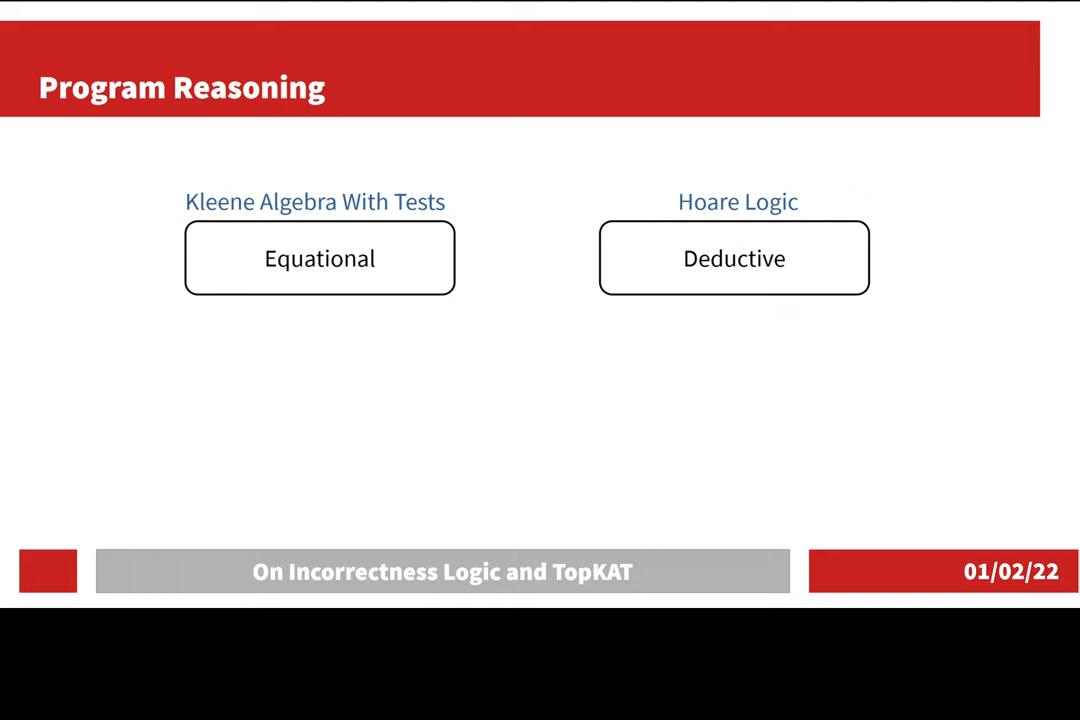 Program Reasoning
Kleene Algebra With Tests
Hoare Logic
Equational
Deductive
On Incorrectness Logic and TopKAT
01/02/22